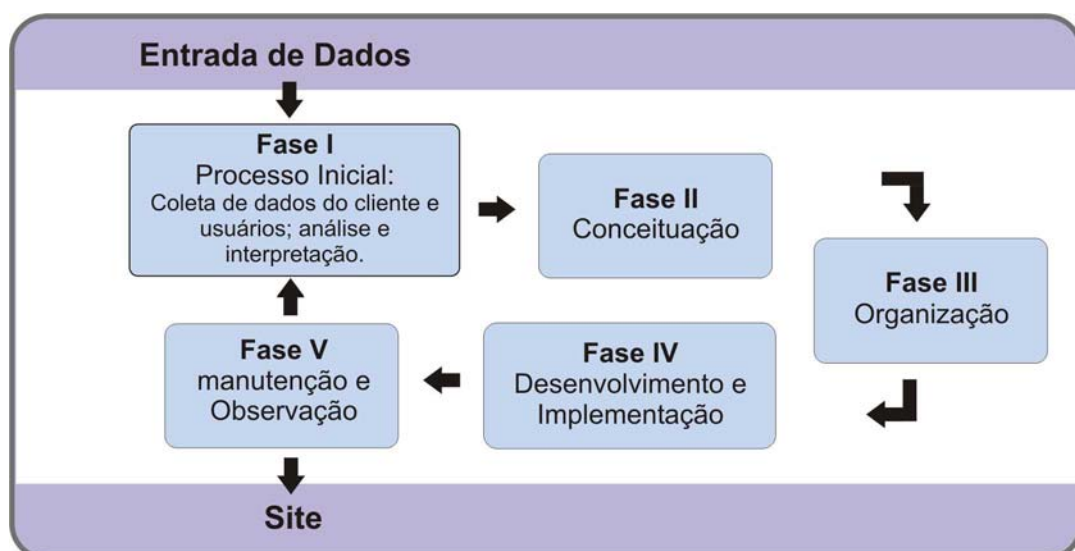 Entrada de Dados
Fase I
Processo Inicial:
Coleta de dados do cliente e
usuários; análise e
interpretação.
Fase II
Conceituação
Fase III
Organização
Fase IV
Desenvolvimento e
Implementação
Fase V
manutenção e
Observação
Site